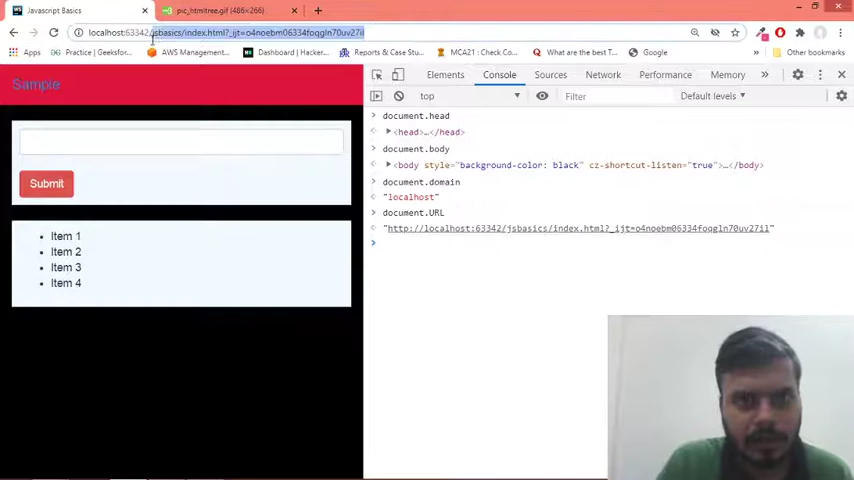 Javascript Basics
pic_htmltree.gif (486×266)
localhost:63342/jsbasics/index.html?_ijt=o4noebm06334foqgln70uv27il
Apps
Practice | Geeksfor...
AWS Management...
Dashboard | Hacker...
Reports & Case Stu...
MCA21 : Check Co...
What are the best T...
Google
Other bookmarks
Sample
Submit
Item 1
Item 2
Item 3
Item 4
Elements
Console
Sources
Network
Performance
Memory
top
Filter
Default levels
document.head
<head>…</head>
document.body
<body style="background-color: black" cz-shortcut-listen="true">…</body>
document.domain
"localhost"
document.URL
"http://localhost:63342/jsbasics/index.html?_ijt=o4noebm06334foqgln70uv27il"